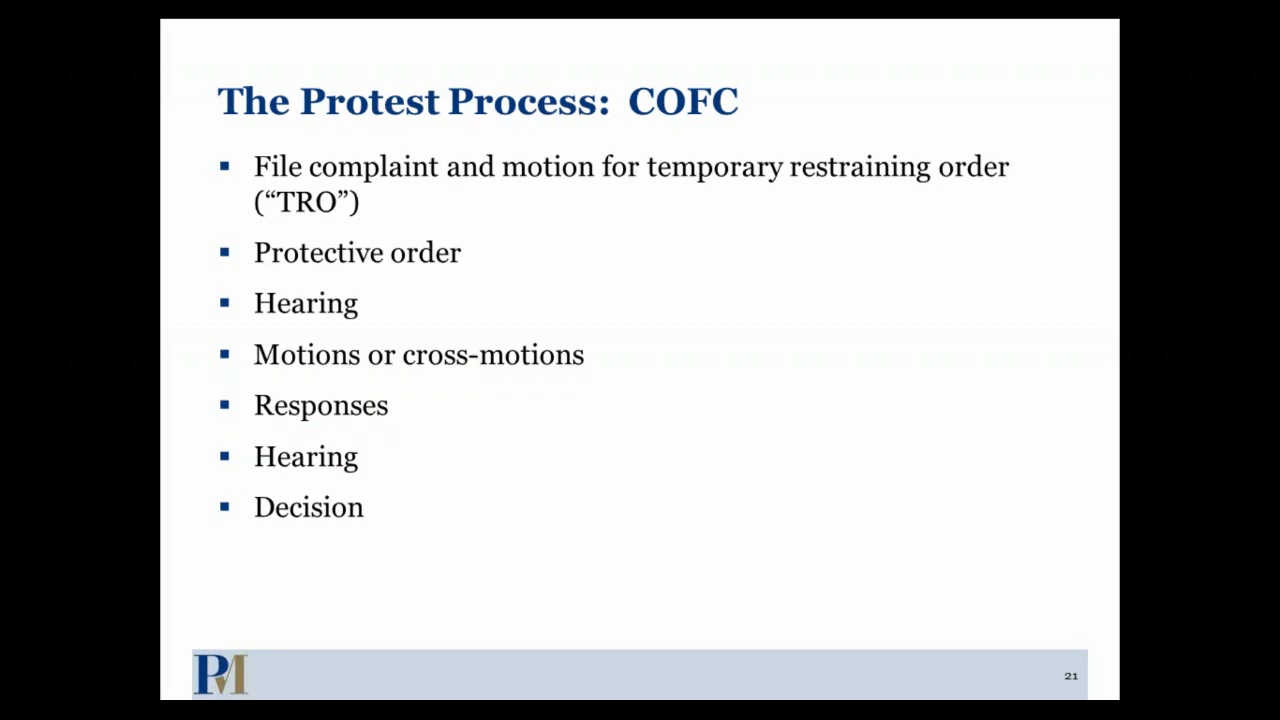 The Protest Process: COFC
▪ File complaint and motion for temporary restraining order
(“TRO”)
▪ Protective order
▪ Hearing
▪ Motions or cross-motions
▪ Responses
▪ Hearing
▪ Decision
PM
21